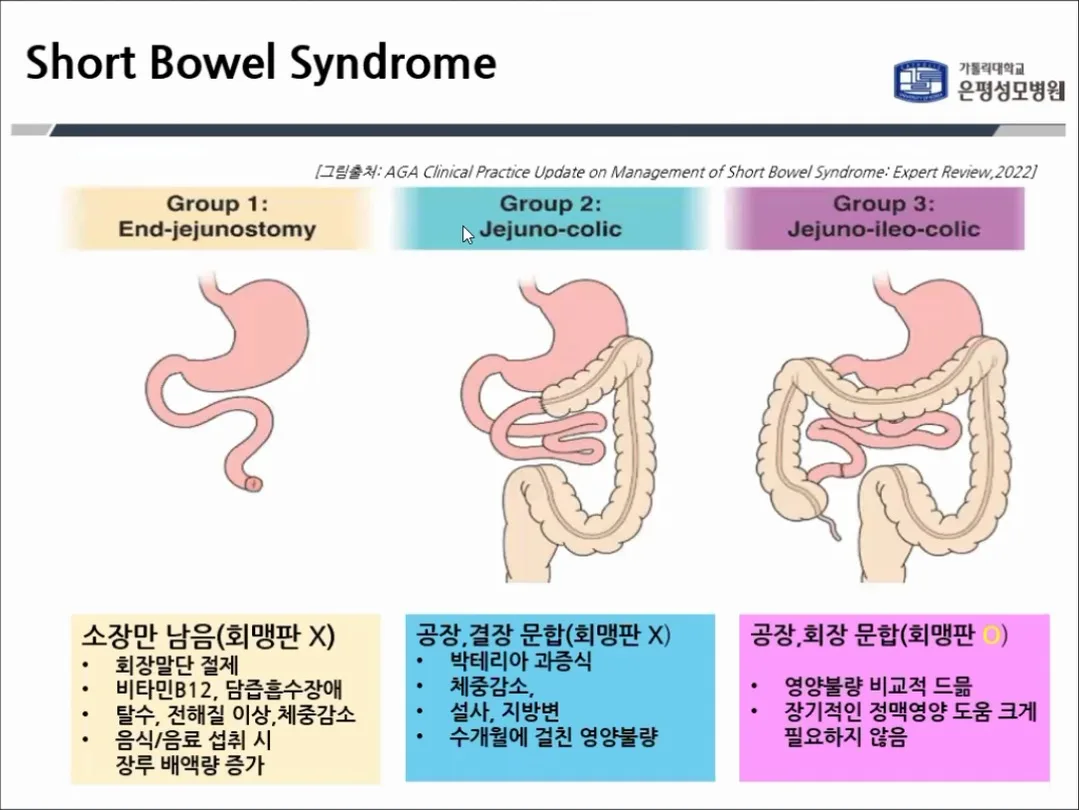 Short Bowel Syndrome
가톨릭대학교
은평성모병원
[그림출처: AGA Clinical Practice Update on Management of Short Bowel Syndrome: Expert Review,2022]
Group 1:
End-jejunostomy
Group 2:
Jejuno-colic
Group 3:
Jejuno-ileo-colic
소장만 남음(회맹판 X)
• 회장말단 절제
• 비타민B12, 담즙흡수장애
• 탈수, 전해질 이상,체중감소
• 음식/음료 섭취 시
장루 배액량 증가
공장,결장 문합(회맹판 X)
• 박테리아 과증식
• 체중감소,
• 설사, 지방변
• 수개월에 걸친 영양불량
공장,회장 문합(회맹판 O)
• 영양불량 비교적 드묾
• 장기적인 정맥영양 도움 크게
필요하지 않음